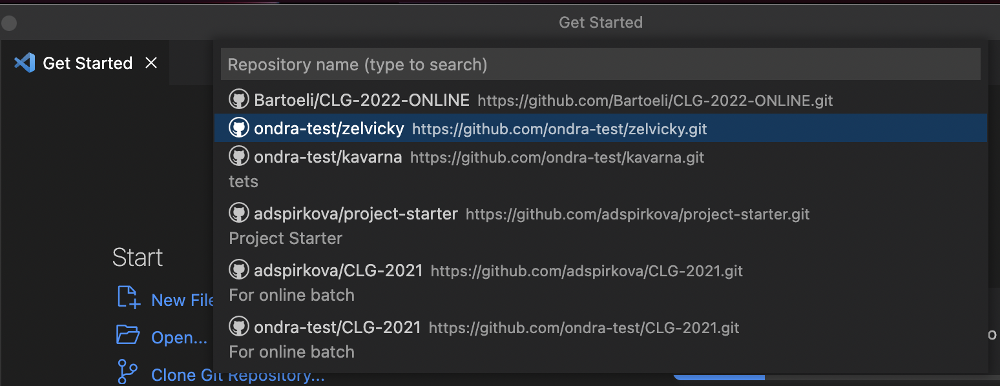 Get Started
Get Started
Repository name (type to search)
Bartoeli/CLG-2022-ONLINE https://github.com/Bartoeli/CLG-2022-ONLINE.git
ondra-test/zelvicky https://github.com/ondra-test/zelvicky.git
ondra-test/kavarna https://github.com/ondra-test/kavarna.git
tets
adspirkova/project-starter https://github.com/adspirkova/project-starter.git
Project Starter
adspirkova/CLG-2021 https://github.com/adspirkova/CLG-2021.git
For online batch
ondra-test/CLG-2021 https://github.com/ondra-test/CLG-2021.git
For online batch
Start
New File
Open...
Clone Git Repository...